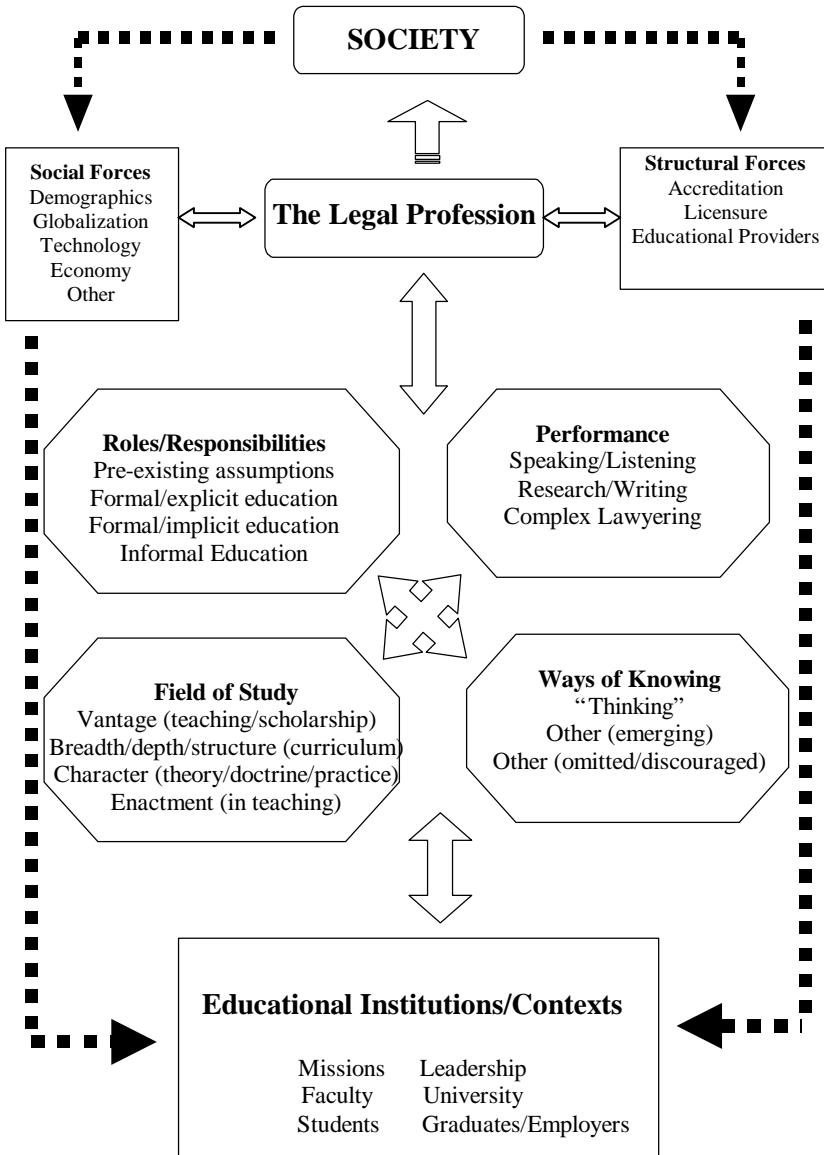 SOCIETY
Social Forces
Demographics
Globalization
Technology
Economy
Other
The Legal Profession
Structural Forces
Accreditation
Licensure
Educational Providers
Roles/Responsibilities
Pre-existing assumptions
Formal/explicit education
Formal/implicit education
Informal Education
Performance
Speaking/Listening
Research/Writing
Complex Lawyering
Field of Study
Vantage (teaching/scholarship)
Breadth/depth/structure (curriculum)
Character (theory/doctrine/practice)
Enactment (in teaching)
Ways of Knowing
“Thinking”
Other (emerging)
Other (omitted/discouraged)
Educational Institutions/Contexts
Missions Leadership
Faculty University
Students Graduates/Employers